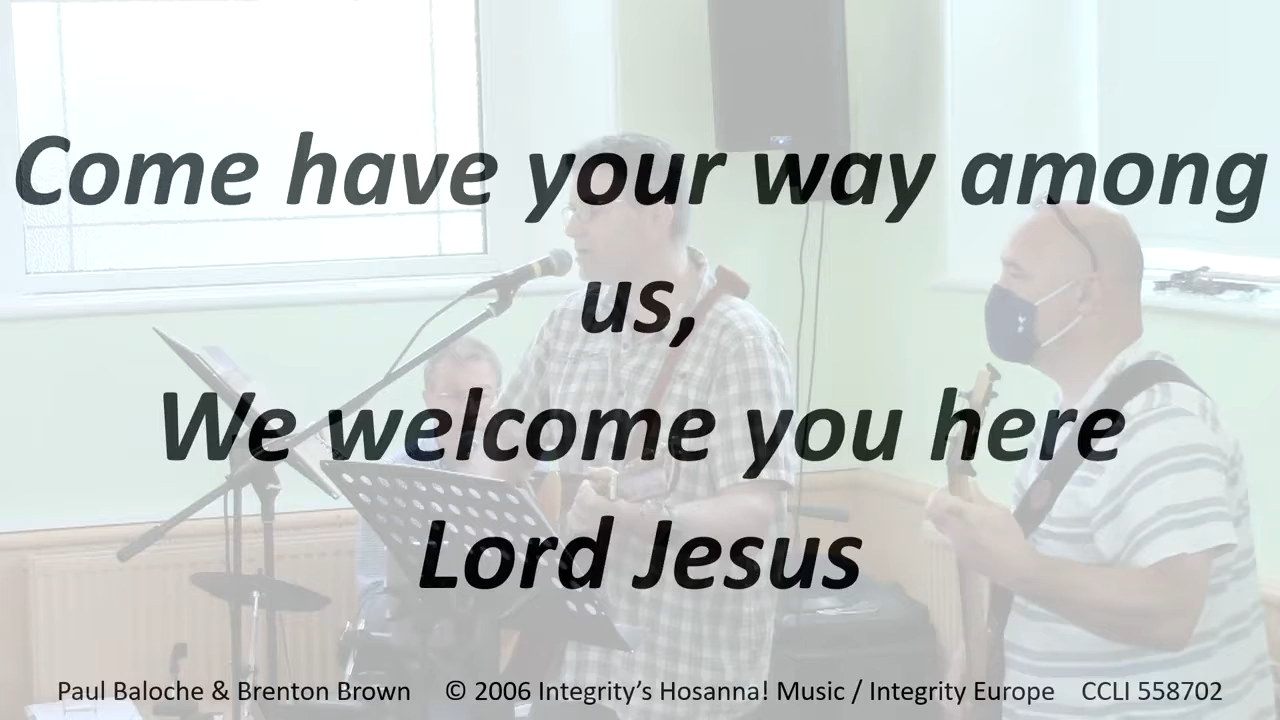 Come have your way among
us,
We welcome you here
Lord Jesus
Paul Baloche & Brenton Brown © 2006 Integrity’s Hosanna! Music / Integrity Europe CCLI 558702